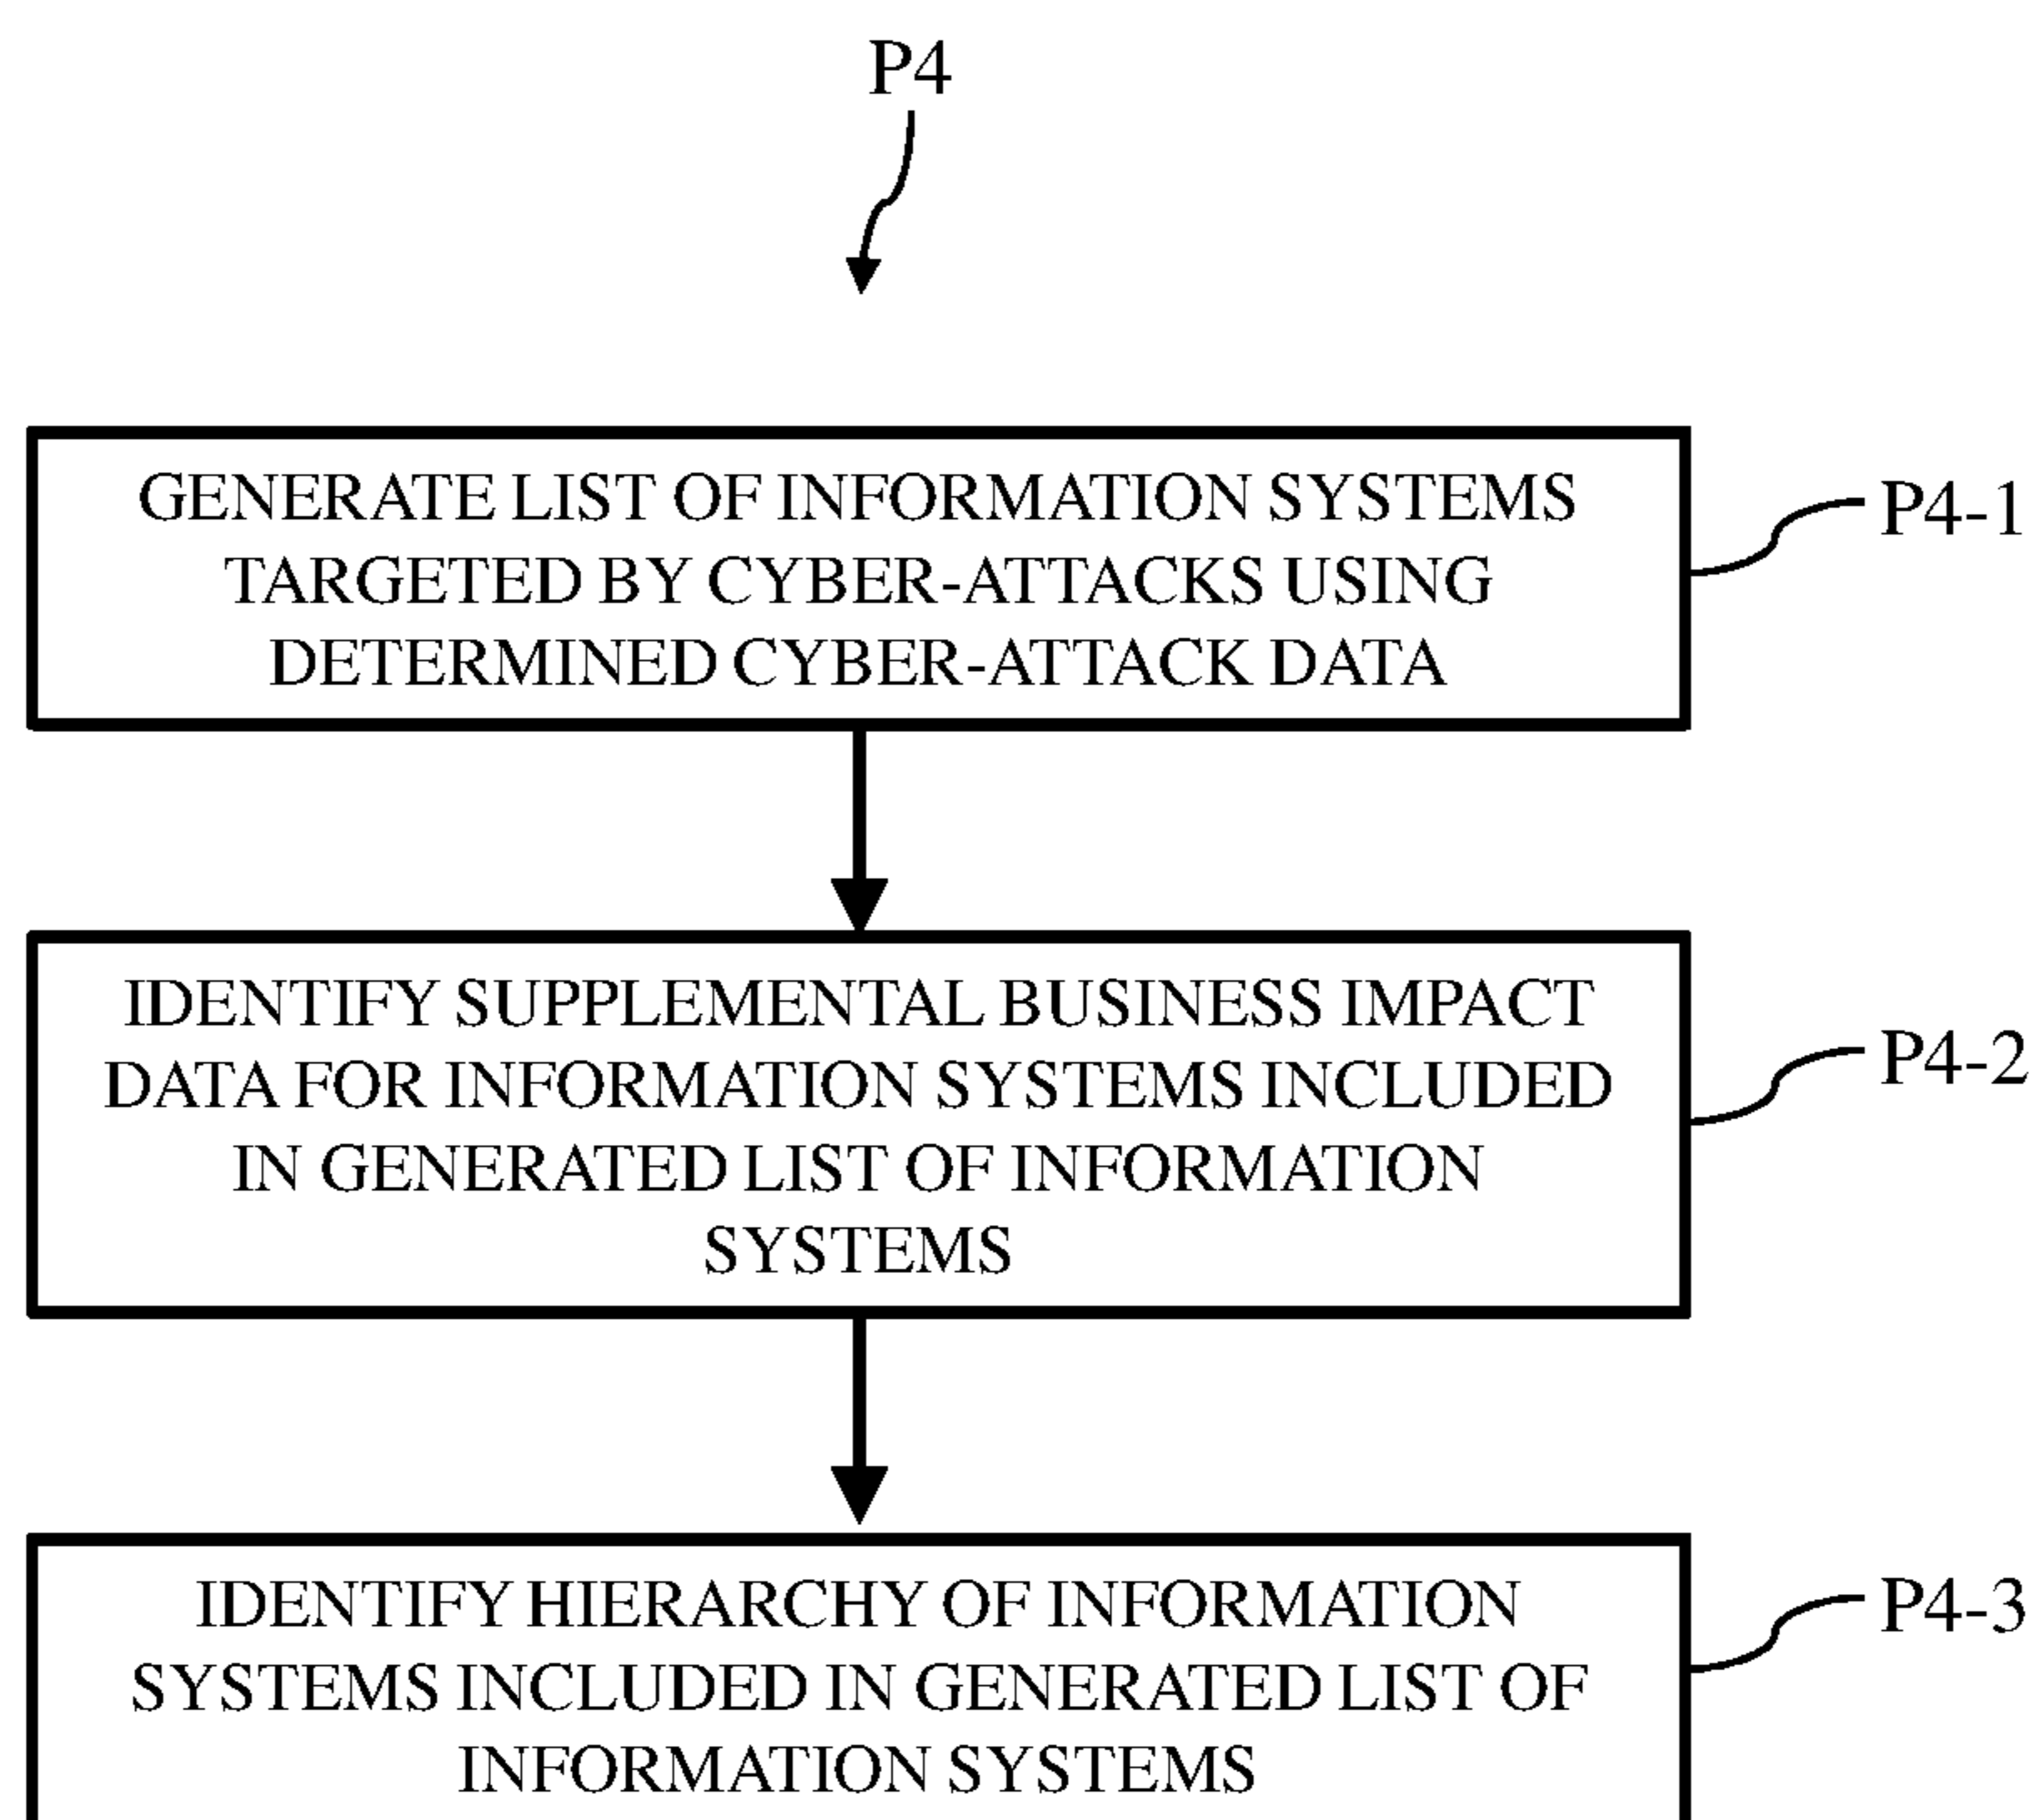 P4
GENERATE LIST OF INFORMATION SYSTEMS
TARGETED BY CYBER-ATTACKS USING
DETERMINED CYBER-ATTACK DATA
P4-1
IDENTIFY SUPPLEMENTAL BUSINESS IMPACT
DATA FOR INFORMATION SYSTEMS INCLUDED
IN GENERATED LIST OF INFORMATION
SYSTEMS
P4-2
IDENTIFY HIERARCHY OF INFORMATION
SYSTEMS INCLUDED IN GENERATED LIST OF
INFORMATION SYSTEMS
P4-3